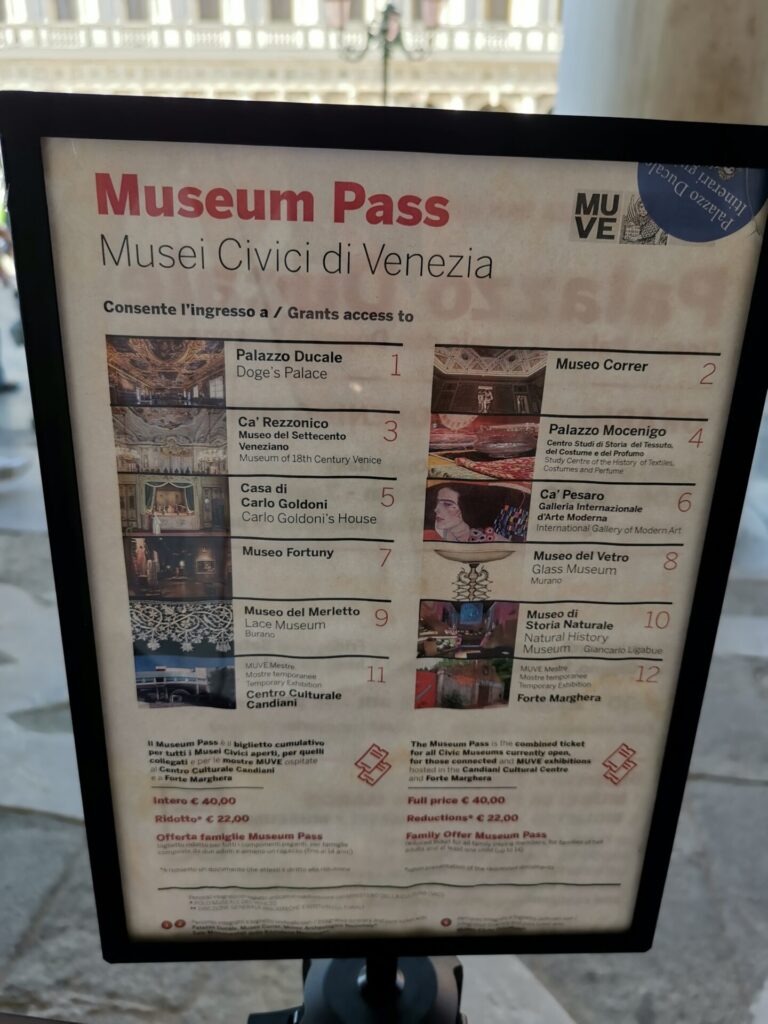 Museum Pass
Musei Civici di Venezia
MU
VE
Palazzo Ducale
Itinerari
Consente l'ingresso a / Grants access to
Palazzo Ducale 1
Doge's Palace
Museo Correr 2
Ca' Rezzonico 3
Museo del Settecento
Veneziano
Museum of 18th Century Venice
Palazzo Mocenigo 4
Centro Studi di Storia del Tessuto,
del Costume e del Profumo
Study Centre of the History of Textiles,
Costumes and Perfume
Casa di 5
Carlo Goldoni
Carlo Goldoni's House
Ca' Pesaro 6
Galleria Internazionale
d'Arte Moderna
International Gallery of Modern Art
Museo Fortuny 7
Museo del Vetro 8
Glass Museum
Murano
Museo del Merletto 9
Lace Museum
Burano
Museo di 10
Storia Naturale
Natural History
Museum Giancarlo Ligabue
MUVE Mestre 11
Mostre temporanee
Temporary Exhibition
Centro Culturale
Candiani
MUVE Mestre 12
Mostre temporanee
Temporary Exhibition
Forte Marghera
Il Museum Pass è il biglietto cumulativo
per tutti i Musei Civici aperti, per quelli
collegati e per le mostre MUVE ospitate
al Centro Culturale Candiani
e a Forte Marghera
Intero € 40,00
Ridotto* € 22,00
Offerta famiglie Museum Pass
The Museum Pass is the combined ticket
for all Civic Museums currently open,
for those connected and MUVE exhibitions
hosted in the Candiani Cultural Centre
and Forte Marghera
Full price € 40,00
Reductions* € 22,00
Family Offer Museum Pass